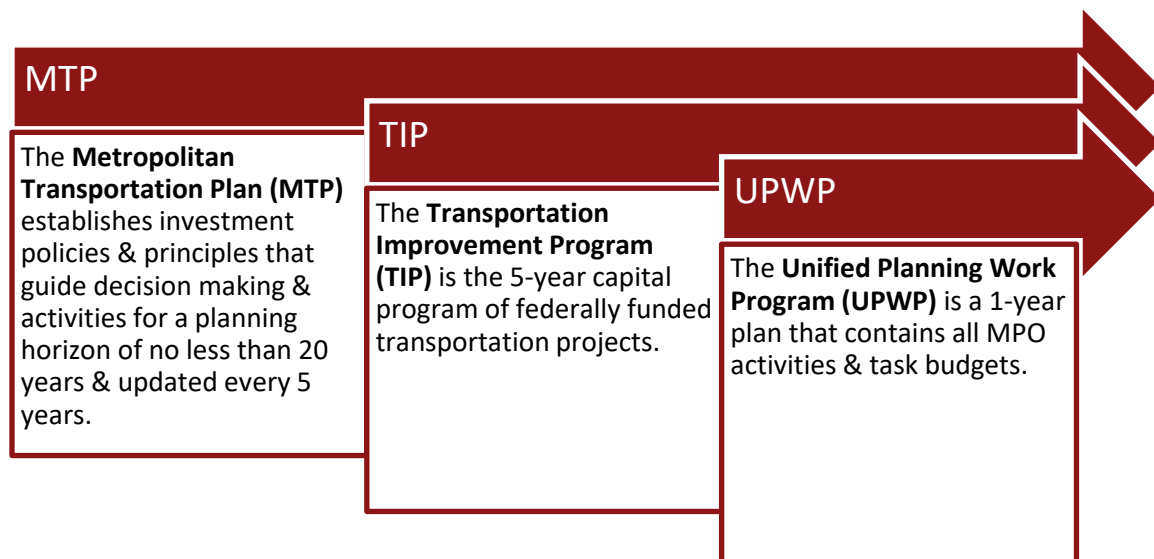 MTP
The Metropolitan
Transportation Plan (MTP)
establishes investment
policies & principles that
guide decision making &
activities for a planning
horizon of no less than 20
years & updated every 5
years.
TIP
The Transportation
Improvement Program
(TIP) is the 5-year capital
program of federally funded
transportation projects.
UPWP
The Unified Planning Work
Program (UPWP) is a 1-year
plan that contains all MPO
activities & task budgets.